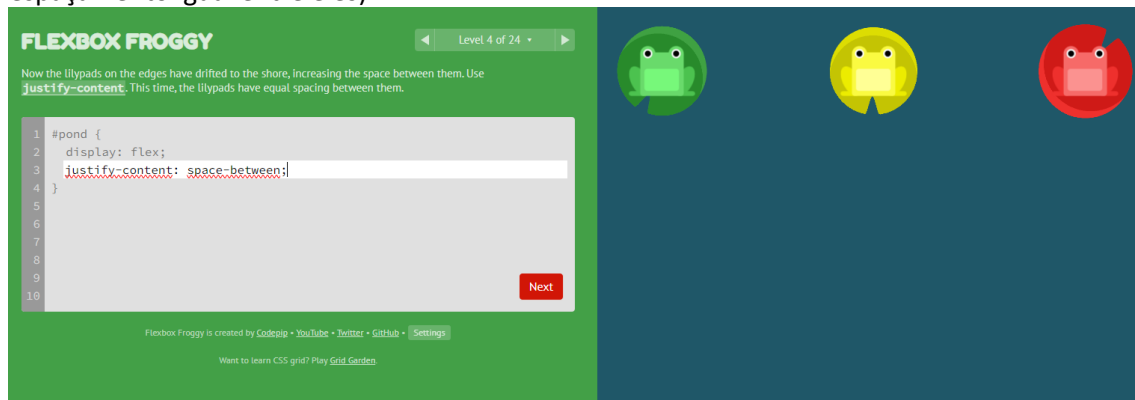 FLEXBOX FROGGY
Level 4 of 24
Now the lilypads on the edges have drifted to the shore, increasing the space between them. Use
justify-content. This time, the lilypads have equal spacing between them.
1 #pond {
2 display: flex;
3 justify-content: space-between;
4 }
5
6
7
8
9
10
Next
Flexbox Froggy is created by Codepip • YouTube • Twitter • GitHub • Settings
Want to learn CSS grid? Play Grid Garden.